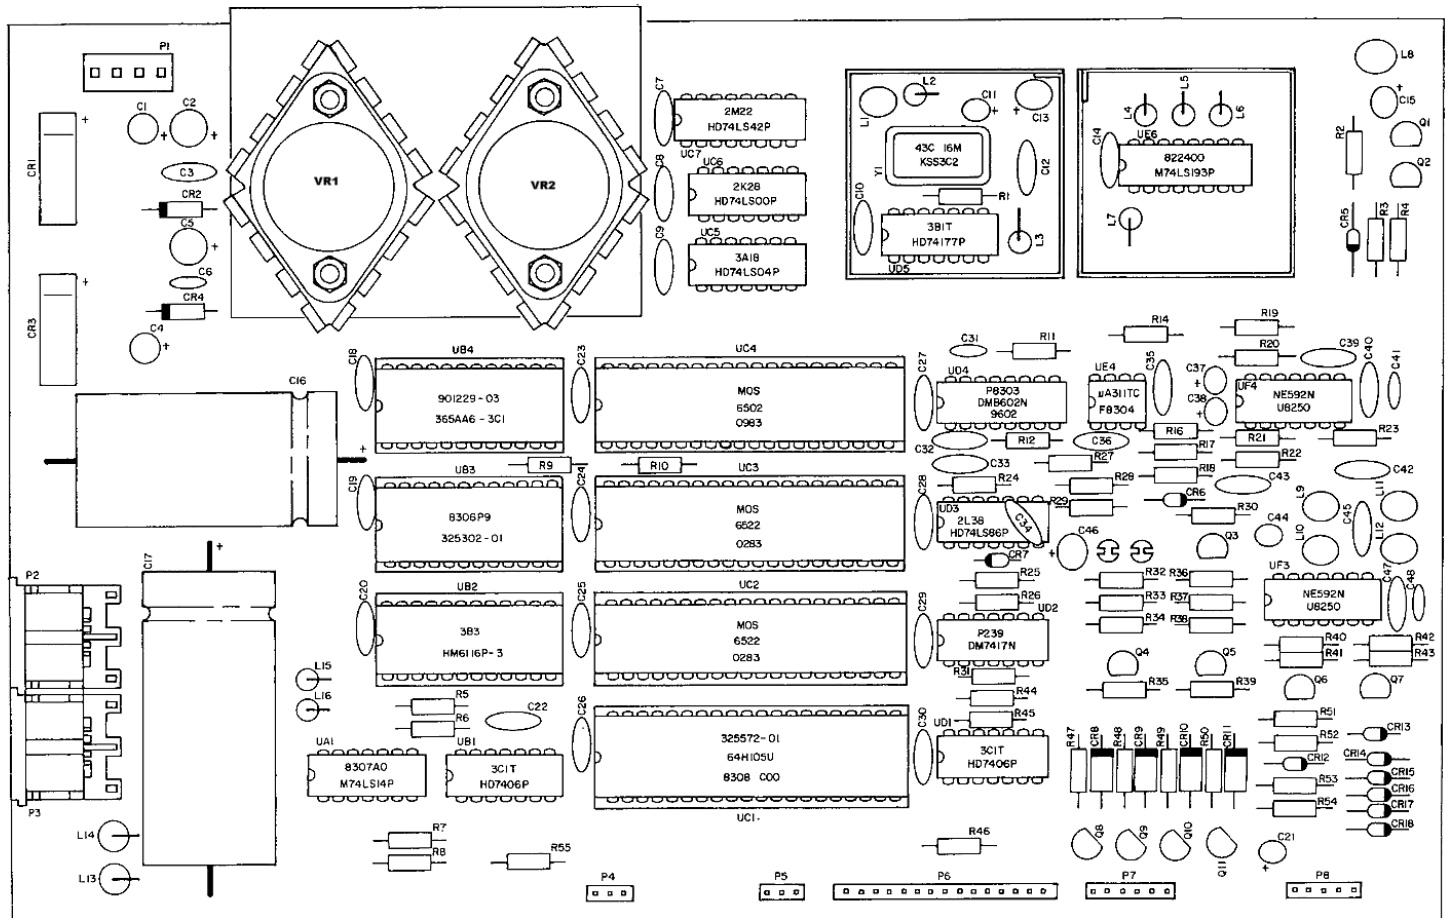 P1
C1
C2
+
+
CR1
+
C3
CR2
C5
+
C6
CR4
CR3
+
C4
+
VR1
VR2
C7
2M22
HD74LS42P
UC7
UC6
C8
2K28
HD74LS00P
UC5
C9
3A18
HD74LS04P
L1
L2
C11
+
+
C13
43C 16M
KSS3C2
Y1
C12
R1
C10
3B1T
HD74177P
UD5
L3
L4
L5
L6
UE6
C14
822400
M74LS193P
L7
L8
+
C15
Q1
R2
Q2
CR5
R3
R4
C16
+
C18
UB4
901229-03
365AA6-3C1
C23
UC4
MOS
6502
0983
C27
C31
R11
R14
R19
R20
C39
C40
C41
UD4
P8303
DM8602N
9602
UE4
uA311TC
F8304
C35
C37
+
C38
+
UF4
NE592N
U8250
C32
R12
C36
R16
R17
R21
R22
R23
C33
R27
R18
C42
R24
R28
R29
CR6
C43
UB3
R9
R10
UC3
C19
8306P9
325302-01
C24
MOS
6522
0283
C28
UD3
2L38
HD74LS86P
C34
C46
+
R30
L9
L11
Q3
C44
L10
C45
L12
CR7
C17
+
P2
UB2
UC2
C20
3B3
HM6116P-3
C25
MOS
6522
0283
C29
R25
R26
UD2
R32
R33
R34
R36
R37
R38
UF3
NE592N
U8250
C47
C48
P239
DM7417N
R31
R44
R45
Q4
Q5
R35
R39
R40
R41
R42
R43
Q6
Q7
L15
L16
R5
R6
C22
C26
325572-01
64H105U
8308 C00
UC1
C30
UD1
3C1T
HD7406P
UA1
8307A0
M74LS14P
UB1
3C1T
HD7406P
R47
CR8
R48
CR9
R49
CR10
R50
CR11
R51
R52
CR12
R53
R54
CR13
CR14
CR15
CR16
CR17
CR18
P3
L14
L13
R7
R8
R55
R46
Q8
Q9
Q10
Q11
C21
+
P4
P5
P6
P7
P8